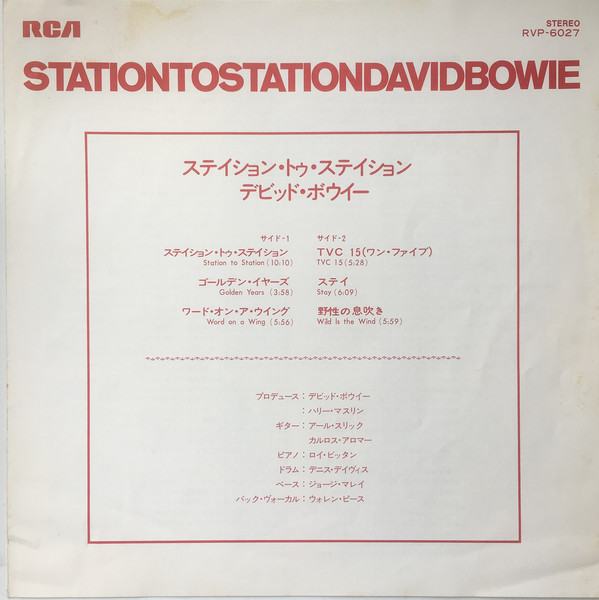 RCA
STEREO
RVP-6027
STATIONTOSTATIONDAVIDBOWIE
ステイション・トゥ・ステイション
デビッド・ボウイー
サイド-1
ステイション・トゥ・ステイション
Station to Station (10:10)
ゴールデン・イヤーズ
Golden Years (3:58)
ワード・オン・ア・ウイング
Word on a Wing (5:56)
サイド-2
TVC 15(ワン・ファイブ)
TVC 15 (5:28)
ステイ
Stay (6:09)
野性の息吹き
Wild Is the Wind (5:59)
プロデュース：デビッド・ボウイー
：ハリー・マスリン
ギター：アール・スリック
カルロス・アロマー
ピアノ：ロイ・ビッタン
ドラム：デニス・デイヴィス
ベース：ジョージ・マレイ
バック・ヴォーカル：ウォレン・ピース